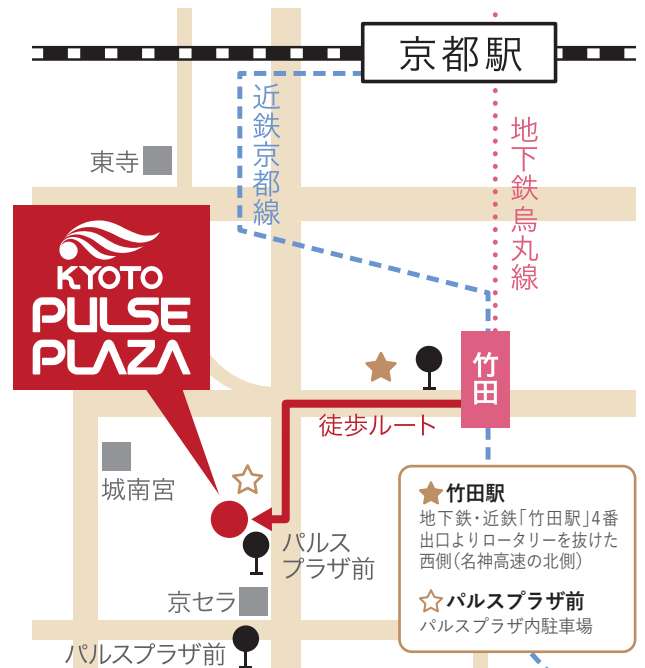 京都駅
近鉄京都線
地下鉄烏丸線
東寺
KYOTO
PULSE
PLAZA
竹田
徒歩ルート
城南宮
パルス
プラザ前
京セラ
パルスプラザ前
竹田駅
地下鉄・近鉄「竹田駅」4番
出口よりロータリーを抜けた
西側(名神高速の北側)
パルスプラザ前
パルスプラザ内駐車場